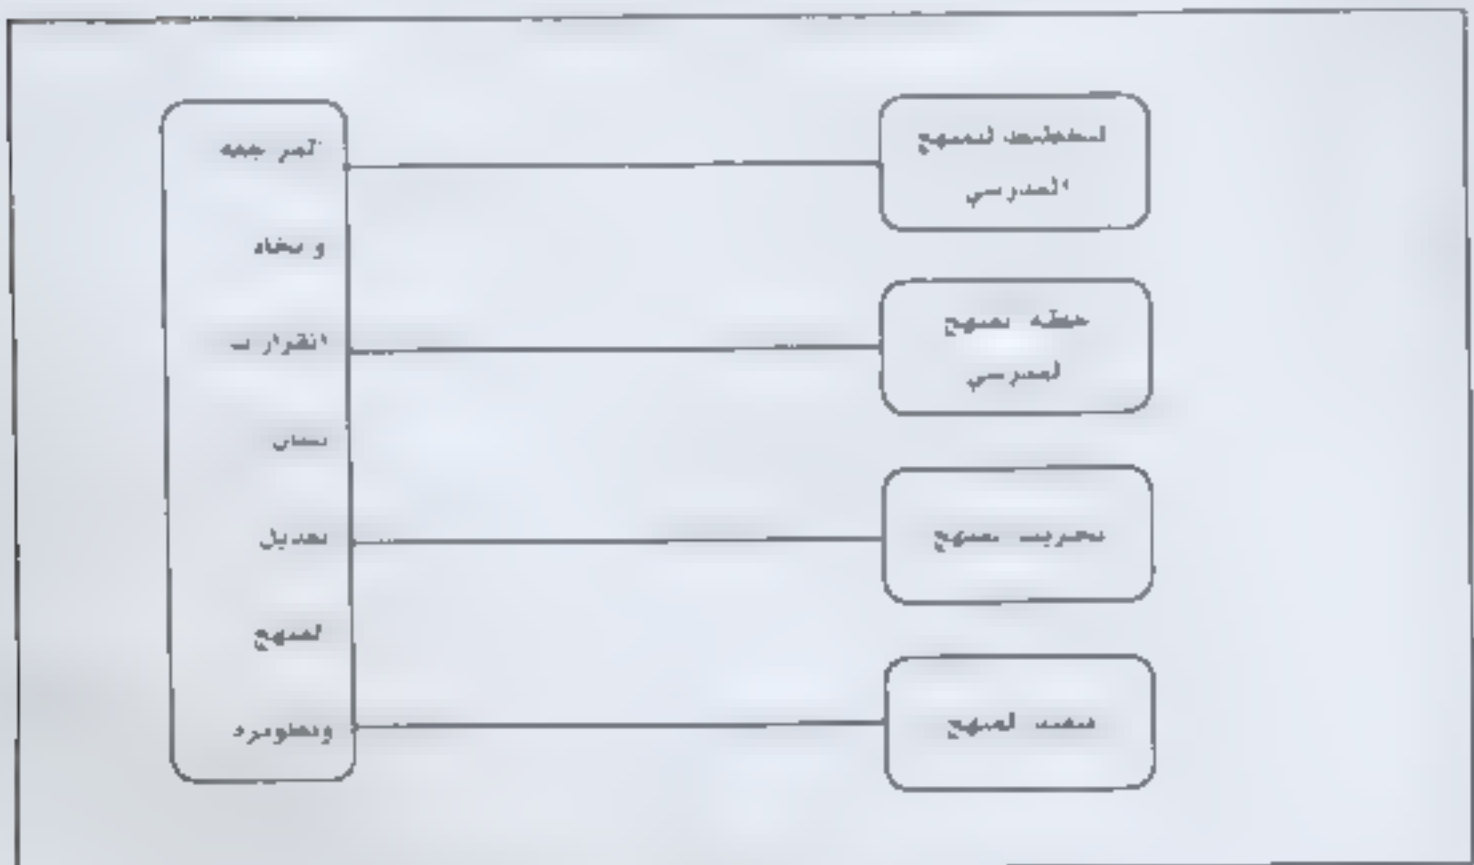 التخطيط للمنهج
المدرسي
خطة المنهج
المدرسي
تجريب المنهج
تنفيذ المنهج
المراجعة
واتخاذ
القرارات
بشأن
تعديل
المنهج
وتطويره